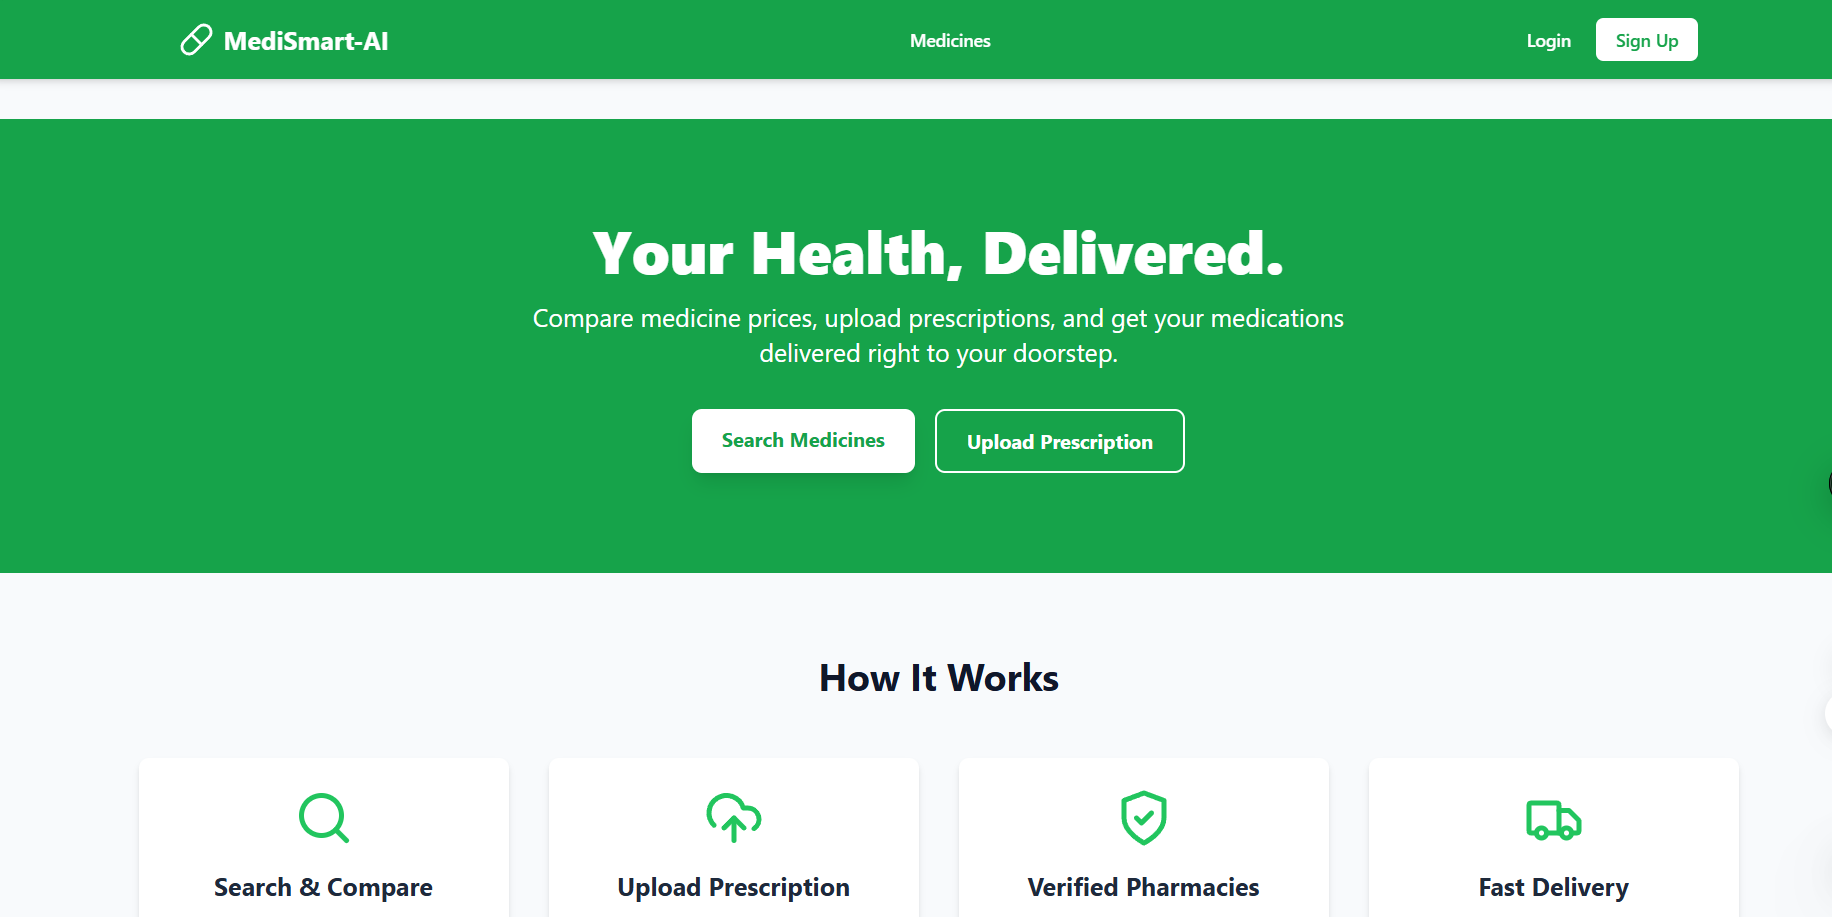 MediSmart-AI
Medicines
Login
Sign Up
Your Health, Delivered.
Compare medicine prices, upload prescriptions, and get your medications
delivered right to your doorstep.
Search Medicines
Upload Prescription
How It Works
Search & Compare
Upload Prescription
Verified Pharmacies
Fast Delivery